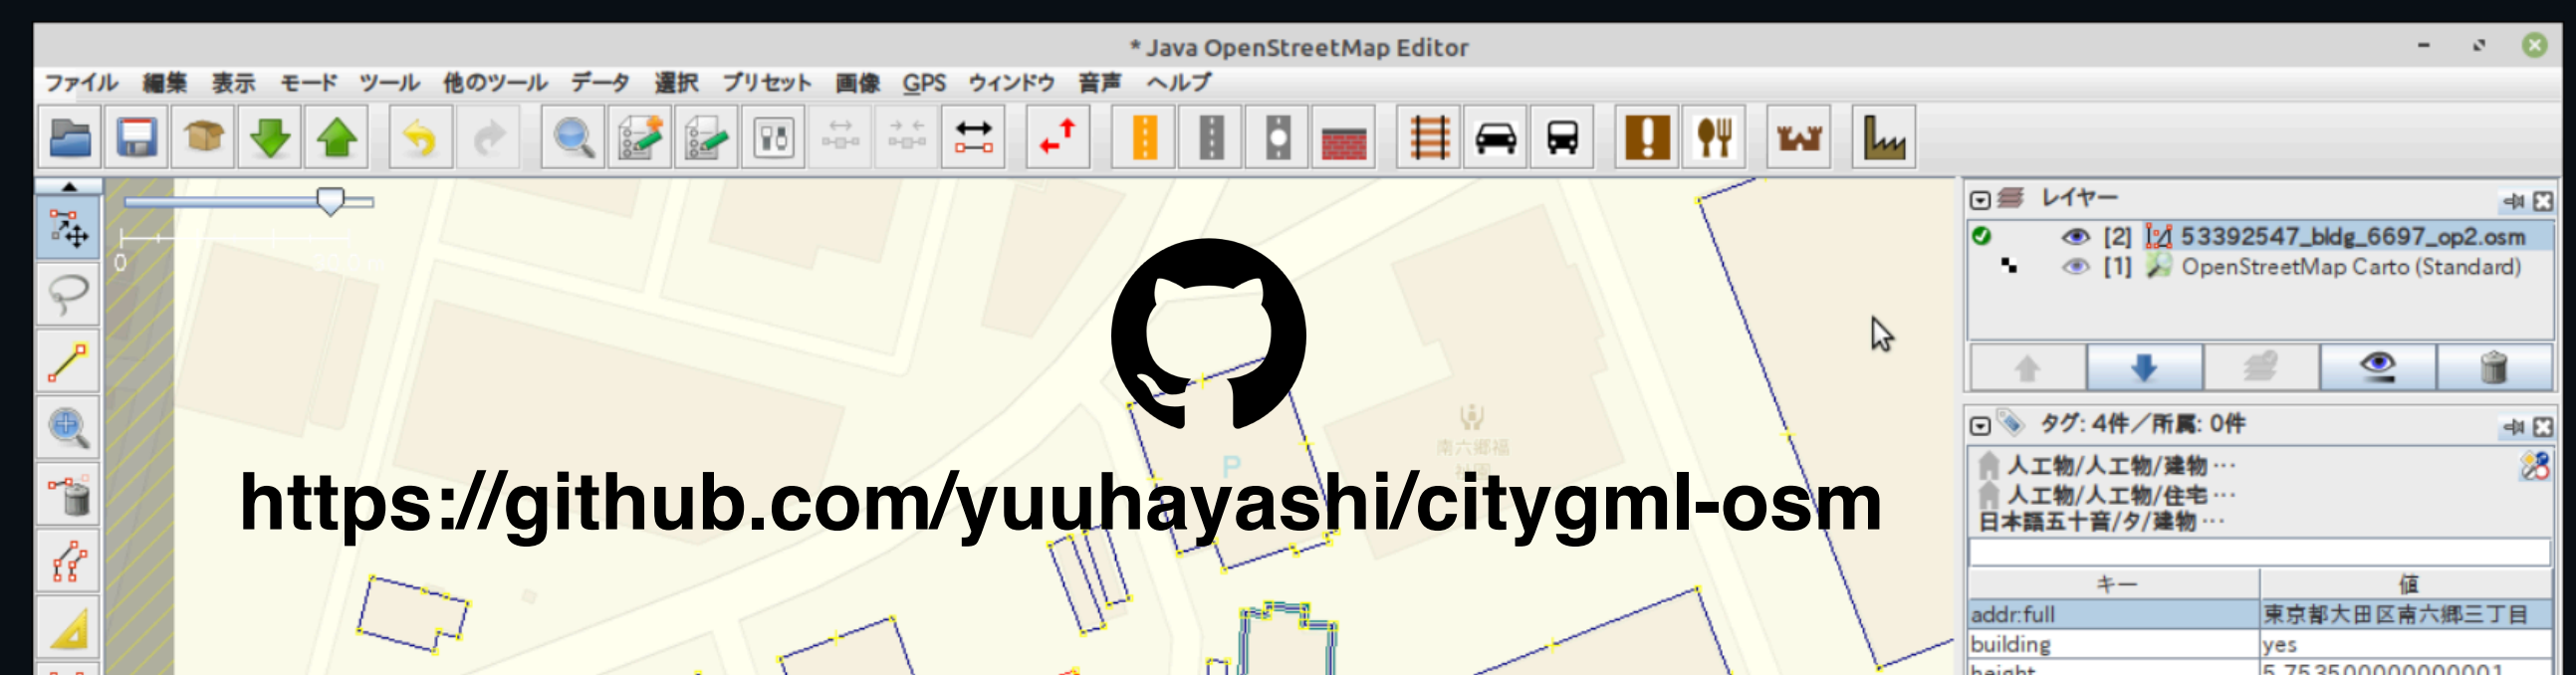 * Java OpenStreetMap Editor
ファイル 編集 表示 モード ツール 他のツール データ 選択 プリセット 画像 GPS ウィンドウ 音声 ヘルプ
0
レイヤー
[2] 53392547_bldg_6697_op2.osm
[1] OpenStreetMap Carto (Standard)
南六郷福
P
https://github.com/yuuhayashi/citygml-osm
タグ: 4件／所属: 0件
人工物/人工物/建物 ···
人工物/人工物/住宅 ···
日本語五十音/タ/建物 ···
キー 値
addr:full 東京都大田区南六郷三丁目
building yes
height 5.753500000000001